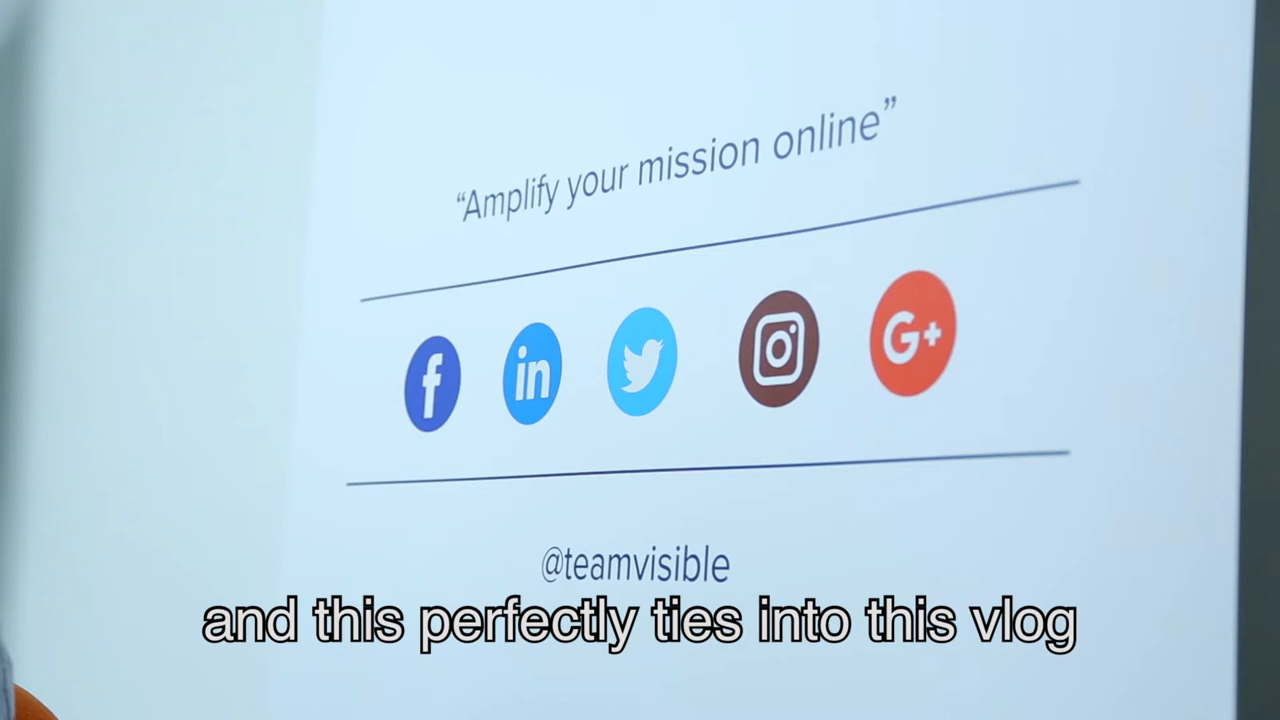 “Amplify your mission online”
f in G+
@teamvisible
and this perfectly ties into this vlog